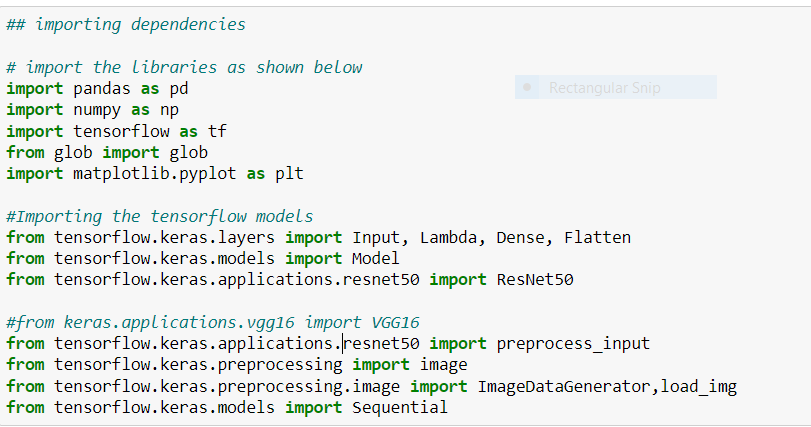 ## importing dependencies
# import the libraries as shown below
import pandas as pd
Rectangular Snip
import numpy as np
import tensorflow as tf
from glob import glob
import matplotlib.pyplot as plt
#Importing the tensorflow models
from tensorflow.keras.layers import Input, Lambda, Dense, Flatten
from tensorflow.keras.models import Model
from tensorflow.keras.applications.resnet50 import ResNet50
#from keras.applications.vgg16 import VGG16
from tensorflow.keras.applications.resnet50 import preprocess_input
from tensorflow.keras.preprocessing import image
from tensorflow.keras.preprocessing.image import ImageDataGenerator,load_img
from tensorflow.keras.models import Sequential